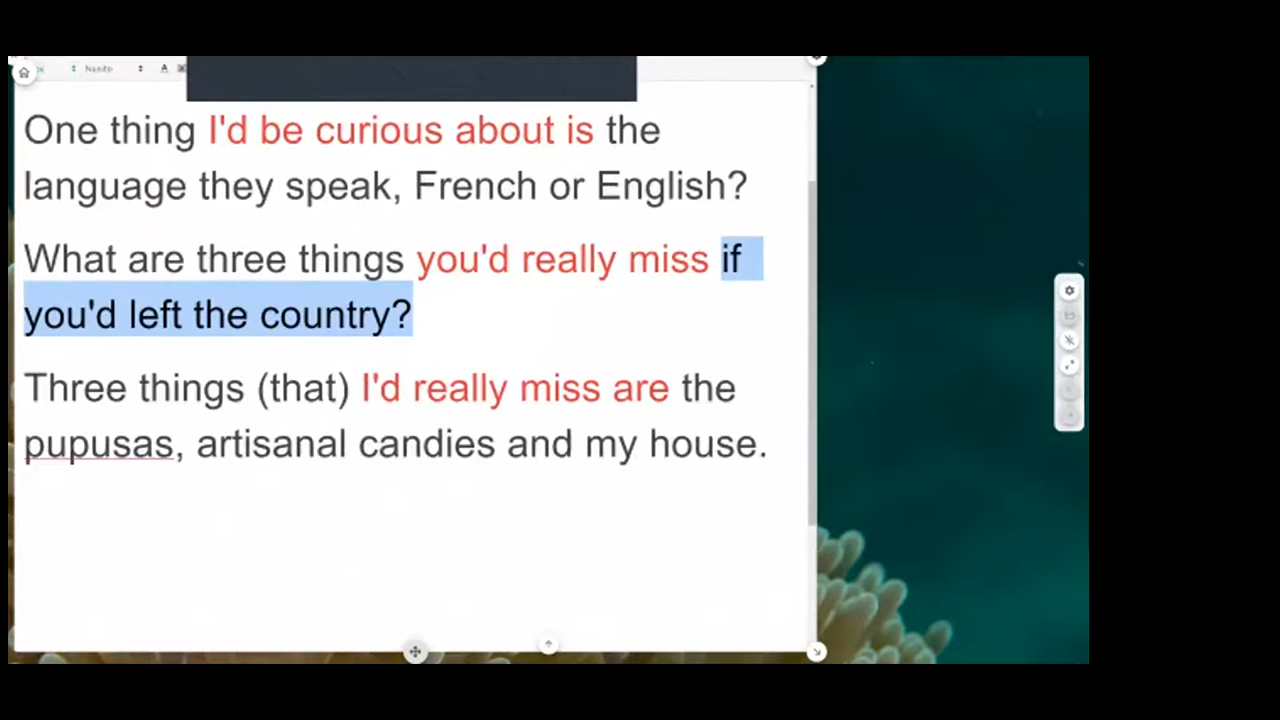 Nunito
One thing I'd be curious about is the
language they speak, French or English?
What are three things you'd really miss if
you'd left the country?
Three things (that) I'd really miss are the
pupusas, artisanal candies and my house.